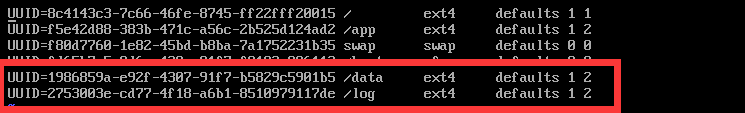 UUID=8c4143c3-7c66-46fe-8745-ff22fff20015 / ext4 defaults 1 1
UUID=f5e42d88-383b-471c-a56c-2b525d124ad2 /app ext4 defaults 1 2
UUID=f80d7760-1e82-45bd-b8ba-7a1752231b35 swap swap defaults 0 0
UUID=1986859a-e92f-4307-91f7-b5829c5901b5 /data ext4 defaults 1 2
UUID=2753003e-cd77-4f18-a6b1-8510979117de /log ext4 defaults 1 2